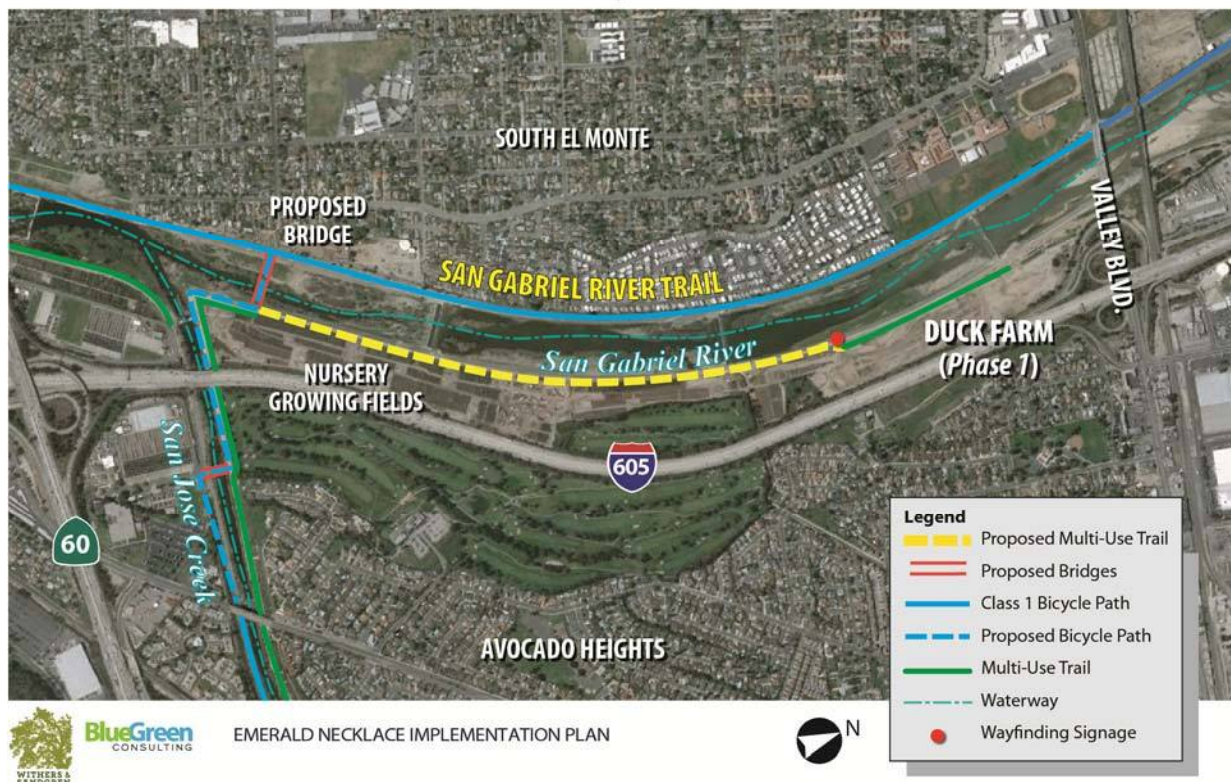 SOUTH EL MONTE
PROPOSED
BRIDGE
VALLEY BLVD.
SAN GABRIEL RIVER TRAIL
San Gabriel River
DUCK FARM
(Phase 1)
NURSERY
GROWING FIELDS
605
San Jose Creek
60
AVOCADO HEIGHTS
Legend
Proposed Multi-Use Trail
Proposed Bridges
Class 1 Bicycle Path
Proposed Bicycle Path
Multi-Use Trail
Waterway
Wayfinding Signage
WITHERS &
SANDGREN
BlueGreen
CONSULTING
EMERALD NECKLACE IMPLEMENTATION PLAN
N